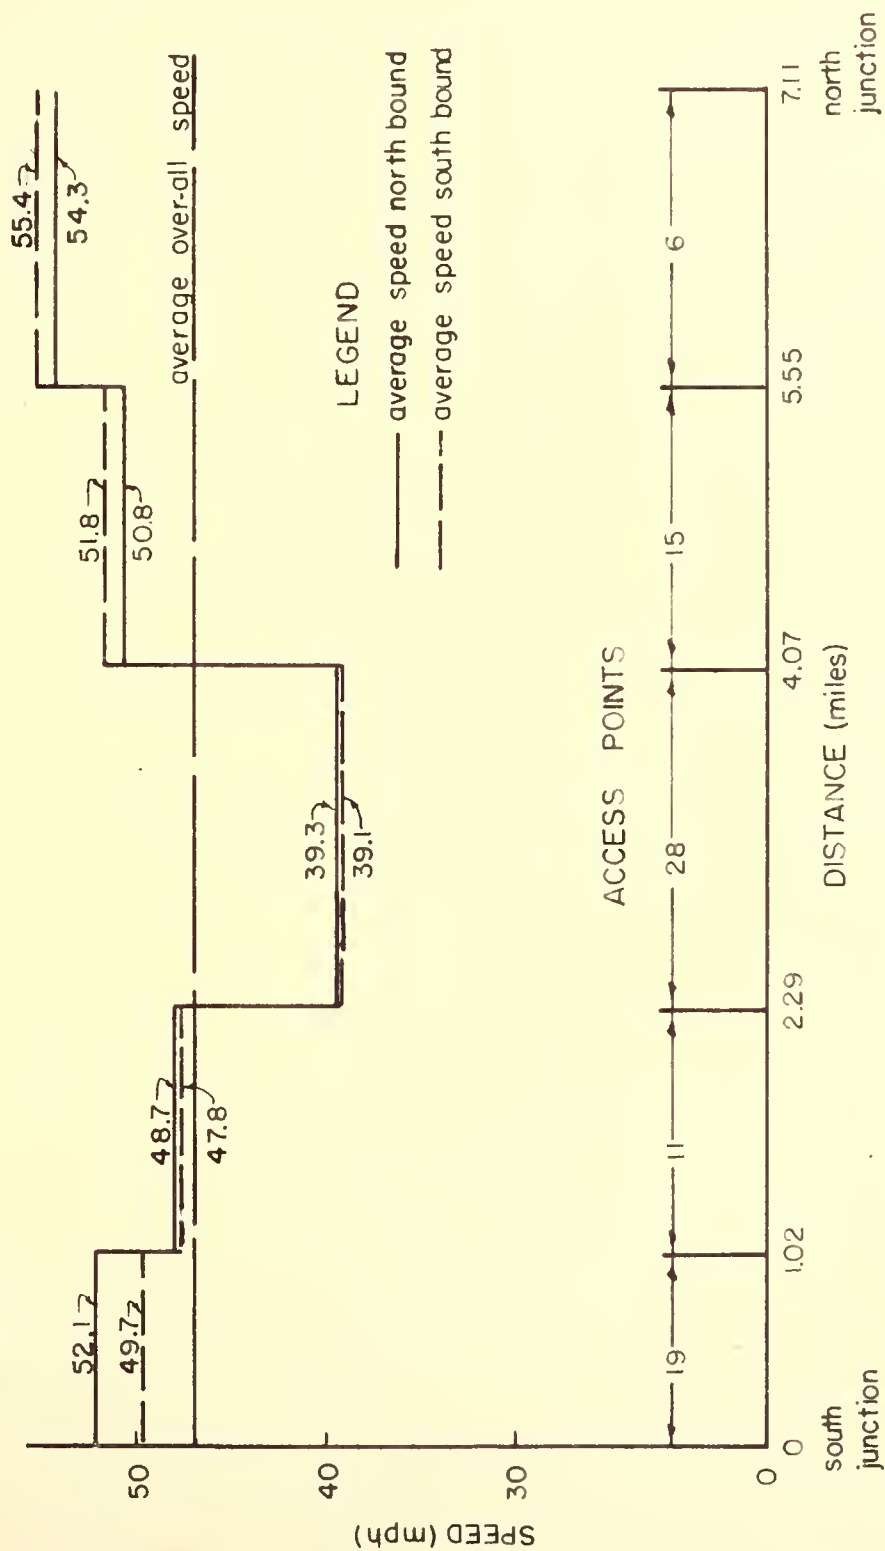 SPEED (mph)
50
40
30
0
52.1
49.7
48.7
47.8
39.3
39.1
51.8
50.8
55.4
54.3
average over-all speed
LEGEND
average speed north bound
average speed south bound
ACCESS POINTS
19
11
28
15
6
0
1.02
2.29
4.07
5.55
7.11
south
junction
DISTANCE (miles)
north
junction